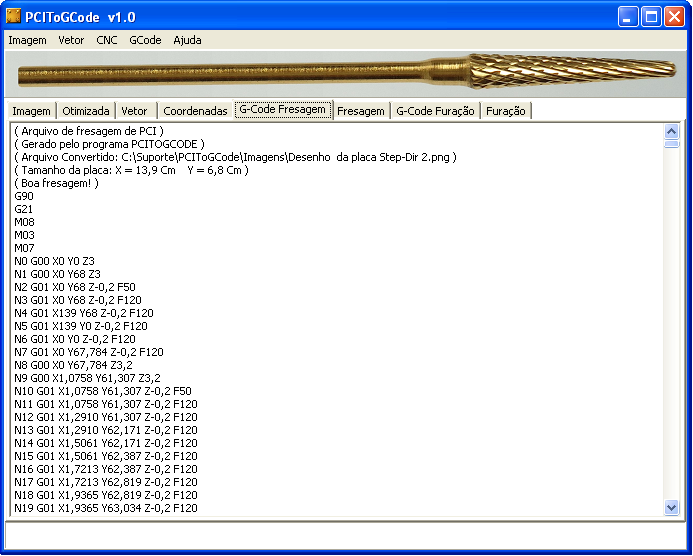 PCIToGCode v1.0
Imagem Vetor CNC GCode Ajuda
Imagem Otimizada Vetor Coordenadas G-Code Fresagem Fresagem G-Code Furação Furação
( Arquivo de fresagem de PCI )
( Gerado pelo programa PCITOGCODE )
( Arquivo Convertido: C:\Suporte\PCIToGCode\Imagens\Desenho  da placa Step-Dir 2.png )
( Tamanho da placa: X = 13,9 Cm    Y = 6,8 Cm )
( Boa fresagem! )
G90
G21
M08
M03
M07
N0 G00 X0 Y0 Z3
N1 G00 X0 Y68 Z3
N2 G01 X0 Y68 Z-0,2 F50
N3 G01 X0 Y68 Z-0,2 F120
N4 G01 X139 Y68 Z-0,2 F120
N5 G01 X139 Y0 Z-0,2 F120
N6 G01 X0 Y0 Z-0,2 F120
N7 G01 X0 Y67,784 Z-0,2 F120
N8 G00 X0 Y67,784 Z3,2
N9 G00 X1,0758 Y61,307 Z3,2
N10 G01 X1,0758 Y61,307 Z-0,2 F50
N11 G01 X1,0758 Y61,307 Z-0,2 F120
N12 G01 X1,2910 Y61,307 Z-0,2 F120
N13 G01 X1,2910 Y62,171 Z-0,2 F120
N14 G01 X1,5061 Y62,171 Z-0,2 F120
N15 G01 X1,5061 Y62,387 Z-0,2 F120
N16 G01 X1,7213 Y62,387 Z-0,2 F120
N17 G01 X1,7213 Y62,819 Z-0,2 F120
N18 G01 X1,9365 Y62,819 Z-0,2 F120
N19 G01 X1,9365 Y63,034 Z-0,2 F120